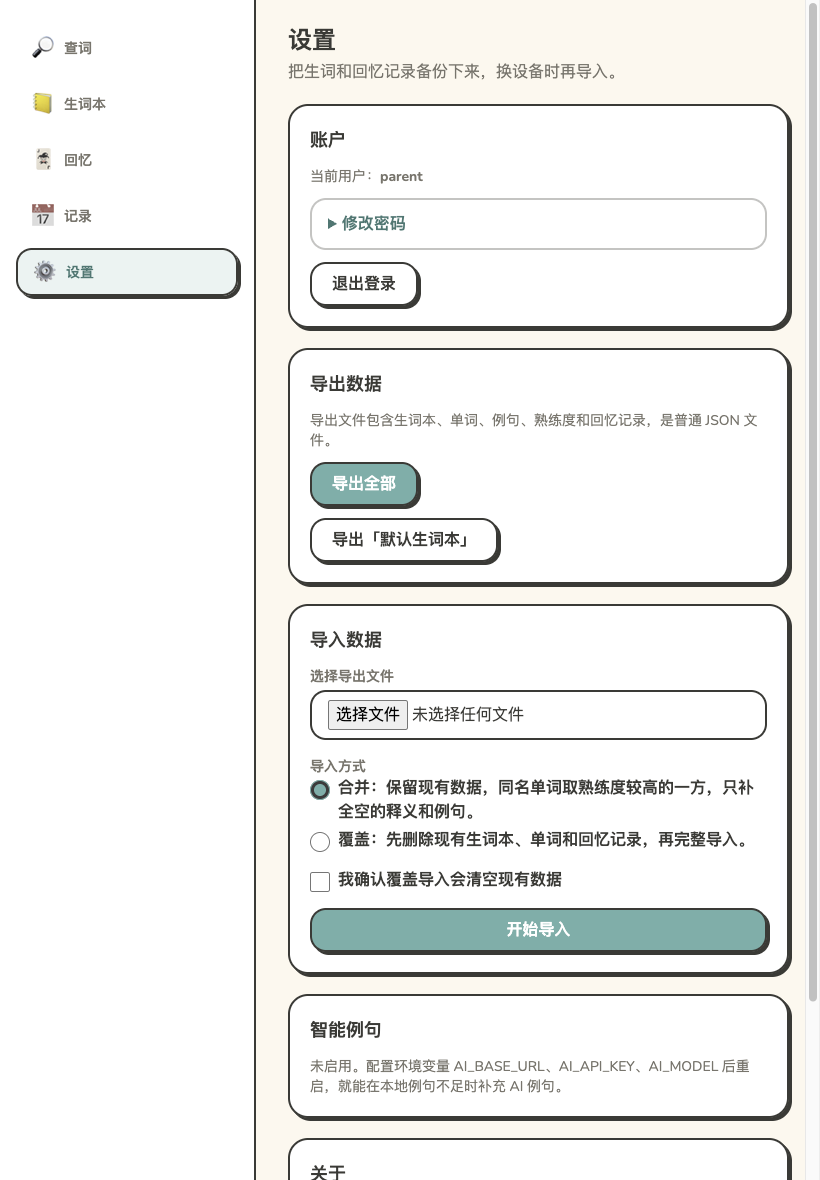 查词
生词本
回忆
17
记录
设置
设置
把生词和回忆记录备份下来，换设备时再导入。
账户
当前用户：parent
▶ 修改密码
退出登录
导出数据
导出文件包含生词本、单词、例句、熟练度和回忆记录，是普通 JSON 文
件。
导出全部
导出「默认生词本」
导入数据
选择导出文件
选择文件 未选择任何文件
导入方式
合并：保留现有数据，同名单词取熟练度较高的一方，只补
全空的释义和例句。
覆盖：先删除现有生词本、单词和回忆记录，再完整导入。
我确认覆盖导入会清空现有数据
开始导入
智能例句
未启用。配置环境变量 AI_BASE_URL、AI_API_KEY、AI_MODEL 后重
启，就能在本地例句不足时补充 AI 例句。
关于